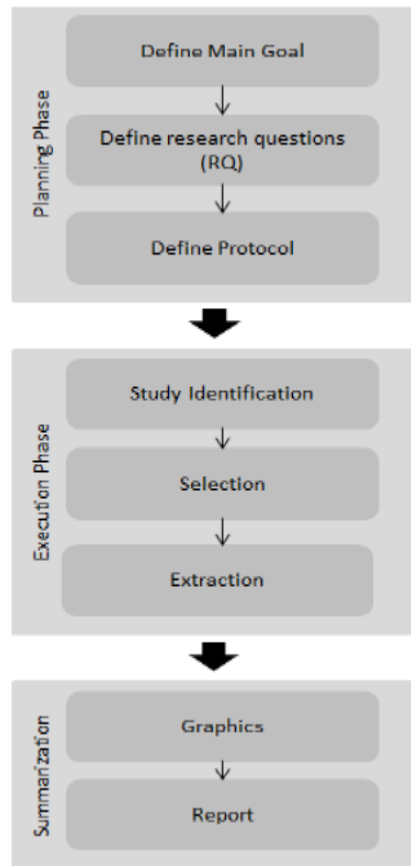 Planning Phase
Define Main Goal
Define research questions
(RQ)
Define Protocol
Execution Phase
Study Identification
Selection
Extraction
Summarization
Graphics
Report